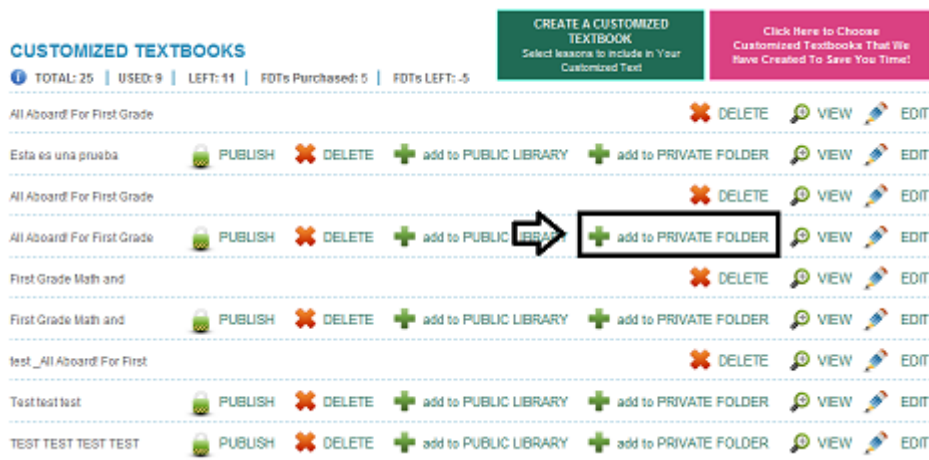 CREATE A CUSTOMIZED
TEXTBOOK
Select lessons to include in Your
Customized Text
Click Here to Choose
Customized Textbooks That We
Have Created To Save You Time!
CUSTOMIZED TEXTBOOKS
TOTAL: 25 | USED: 9 | LEFT: 11 | FDTs Purchased: 5 | FDTs LEFT: -5
All Aboard! For First Grade DELETE VIEW EDIT
Esta es una prueba PUBLISH DELETE add to PUBLIC LIBRARY add to PRIVATE FOLDER VIEW EDIT
All Aboard! For First Grade DELETE VIEW EDIT
All Aboard! For First Grade PUBLISH DELETE add to PUBLIC LIBRARY add to PRIVATE FOLDER VIEW EDIT
First Grade Math and DELETE VIEW EDIT
First Grade Math and PUBLISH DELETE add to PUBLIC LIBRARY add to PRIVATE FOLDER VIEW EDIT
test_All Aboard! For First DELETE VIEW EDIT
Test test test PUBLISH DELETE add to PUBLIC LIBRARY add to PRIVATE FOLDER VIEW EDIT
TEST TEST TEST TEST PUBLISH DELETE add to PUBLIC LIBRARY add to PRIVATE FOLDER VIEW EDIT